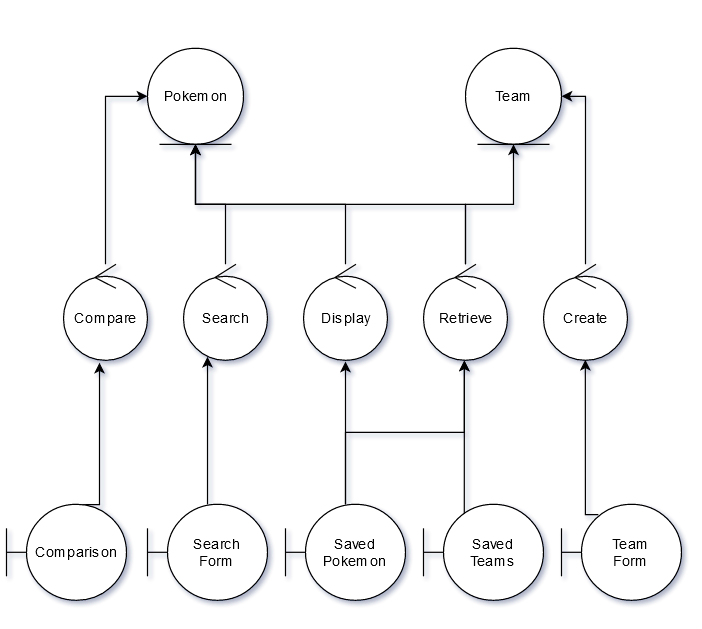 Pokemon
Team
Compare
Search
Display
Retrieve
Create
Comparison
Search
Form
Saved
Pokemon
Saved
Teams
Team
Form